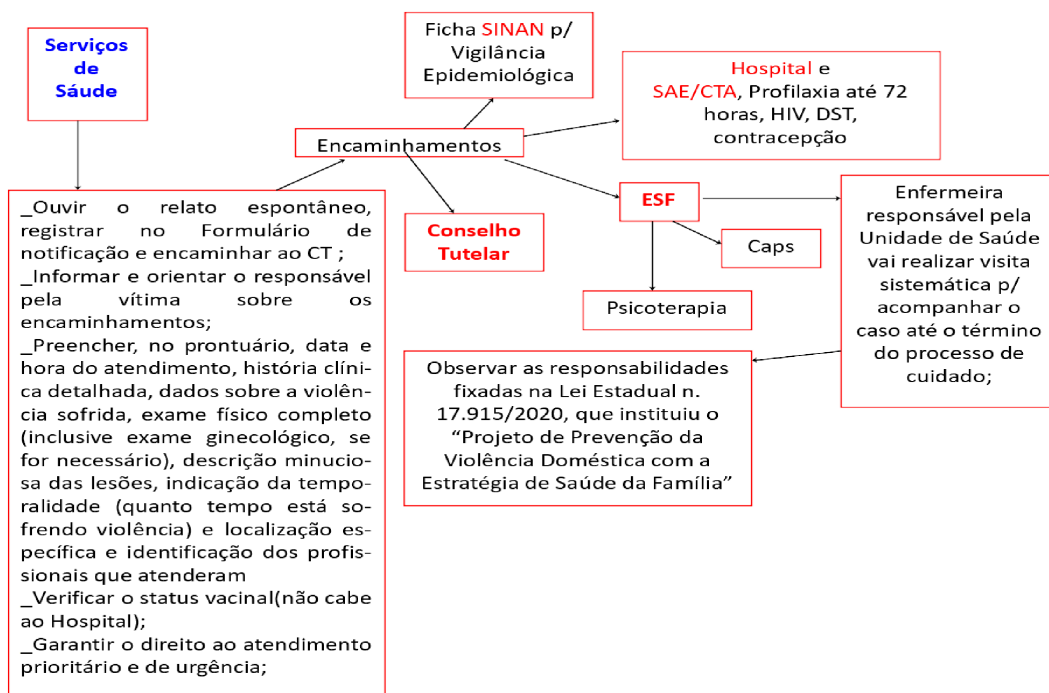 Serviços
de
Sáude
Ficha SINAN p/
Vigilância
Epidemiológica
Hospital e
SAE/CTA, Profilaxia até 72
horas, HIV, DST,
contracepção
Encaminhamentos
_Ouvir o relato espontâneo,
registrar no Formulário de
notificação e encaminhar ao CT ;
_Informar e orientar o responsável
pela vítima sobre os
encaminhamentos;
_Preencher, no prontuário, data e
hora do atendimento, história clíni-
ca detalhada, dados sobre a violên-
cia sofrida, exame físico completo
(inclusive exame ginecológico, se
for necessário), descrição minucio-
sa das lesões, indicação da tempo-
ralidade (quanto tempo está so-
frendo violência) e localização es-
pecífica e identificação dos profis-
sionais que atenderam
_Verificar o status vacinal(não cabe
ao Hospital);
_Garantir o direito ao atendimento
prioritário e de urgência;
Conselho
Tutelar
ESF
Caps
Psicoterapia
Enfermeira
responsável pela
Unidade de Saúde
vai realizar visita
sistemática p/
acompanhar o
caso até o término
do processo de
cuidado;
Observar as responsabilidades
fixadas na Lei Estadual n.
17.915/2020, que instituiu o
“Projeto de Prevenção da
Violência Doméstica com a
Estratégia de Saúde da Família”